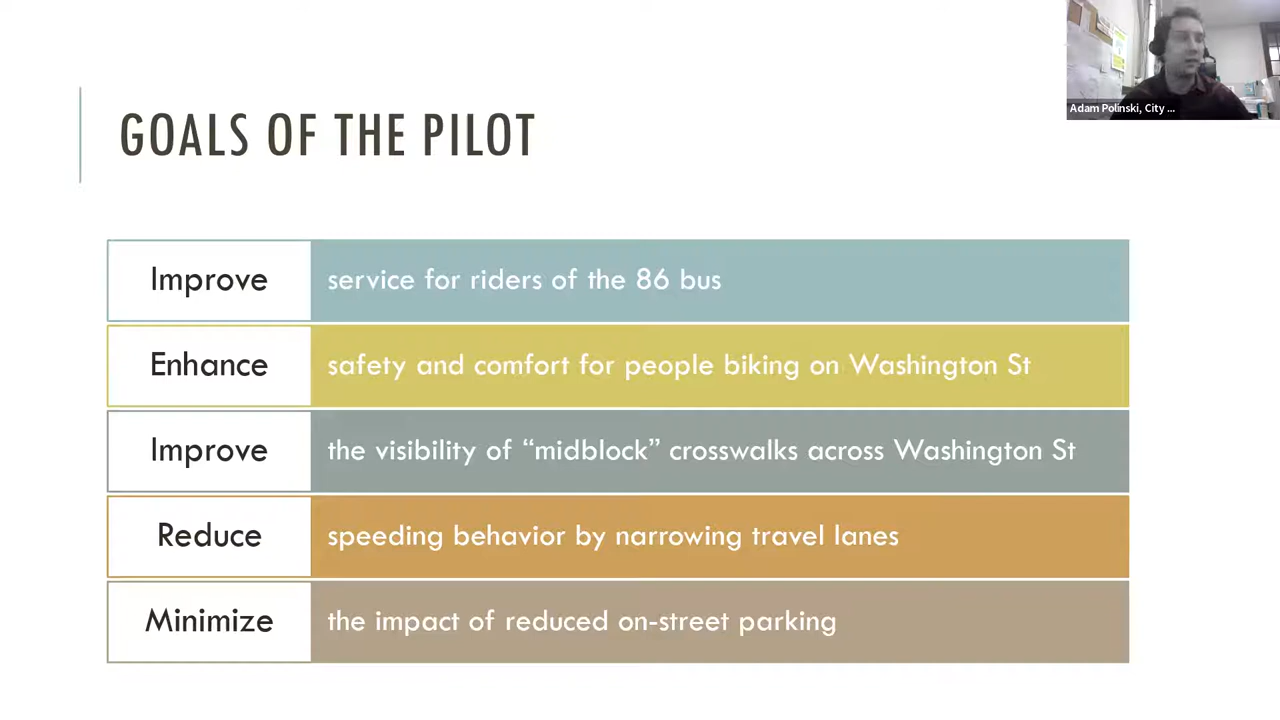 Adam Polinski, City ...
GOALS OF THE PILOT
Improve service for riders of the 86 bus
Enhance safety and comfort for people biking on Washington St
Improve the visibility of “midblock” crosswalks across Washington St
Reduce speeding behavior by narrowing travel lanes
Minimize the impact of reduced on-street parking